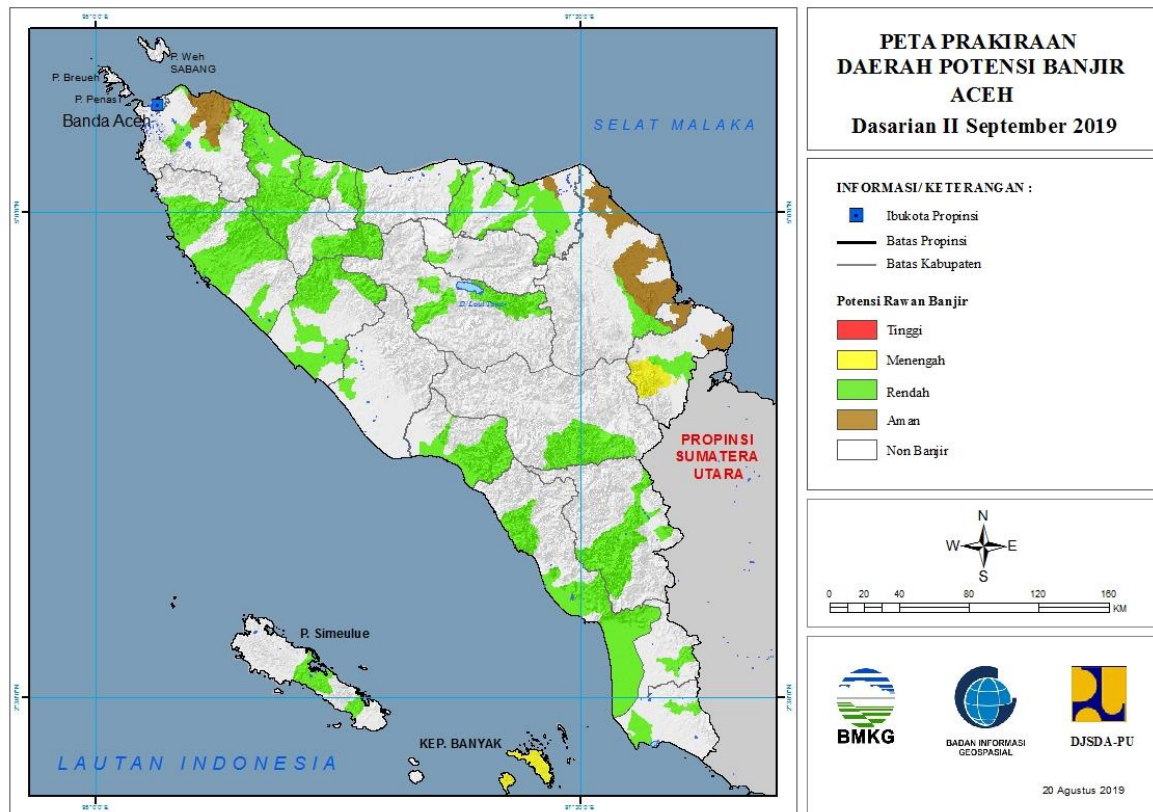 PETA PRAKIRAAN
DAERAH POTENSI BANJIR
ACEH
Dasarian II September 2019
INFORMASI/ KETERANGAN :
Ibukota Propinsi
Batas Propinsi
Batas Kabupaten
Potensi Rawan Banjir
Tinggi
Menengah
Rendah
Aman
Non Banjir
N
W E
S
0 20 40 80 120 160
KM
BMKG
BADAN INFORMASI
GEOSPASIAL
DJSDA-PU
20 Agustus 2019
P. Weh
SABANG
P. Breueh
P. Penasi
Banda Aceh
SELAT MALAKA
PROPINSI
SUMATERA
UTARA
P. Simeulue
KEP. BANYAK
LAUTAN INDONESIA